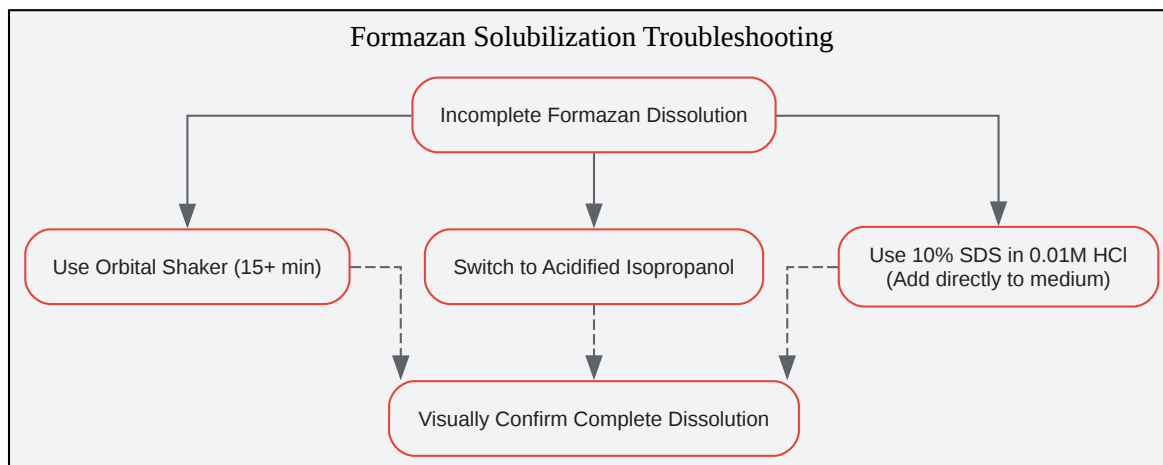 Formazan Solubilization Troubleshooting
Incomplete Formazan Dissolution
Use Orbital Shaker (15+ min)
Switch to Acidified Isopropanol
Use 10% SDS in 0.01M HCl
(Add directly to medium)
Visually Confirm Complete Dissolution